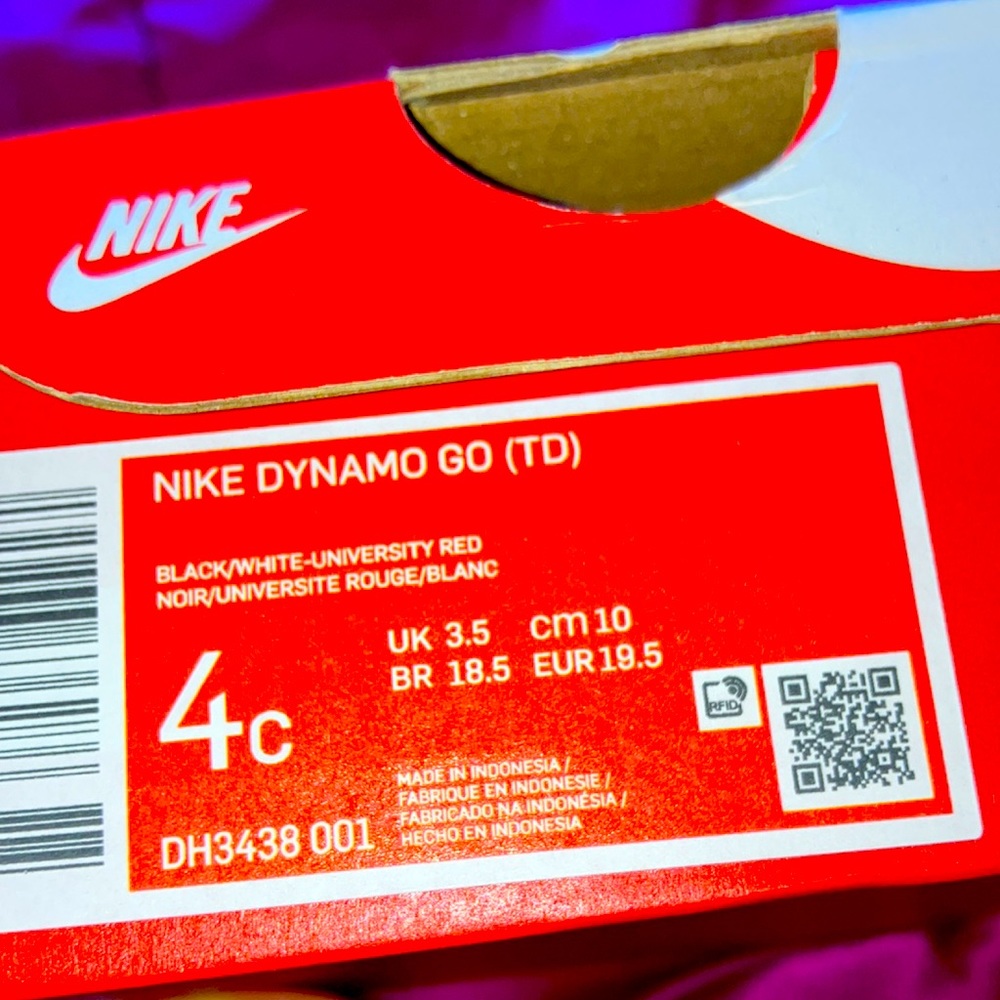 NIKE
NIKE DYNAMO GO (TD)
BLACK/WHITE-UNIVERSITY RED
NOIR/UNIVERSITE ROUGE/BLANC
4C
UK 3.5 cm 10
BR 18.5 EUR 19.5
RFID
MADE IN INDONESIA /
FABRIQUE EN INDONESIE /
FABRICADO NA INDONÉSIA /
HECHO EN INDONESIA
DH3438 001